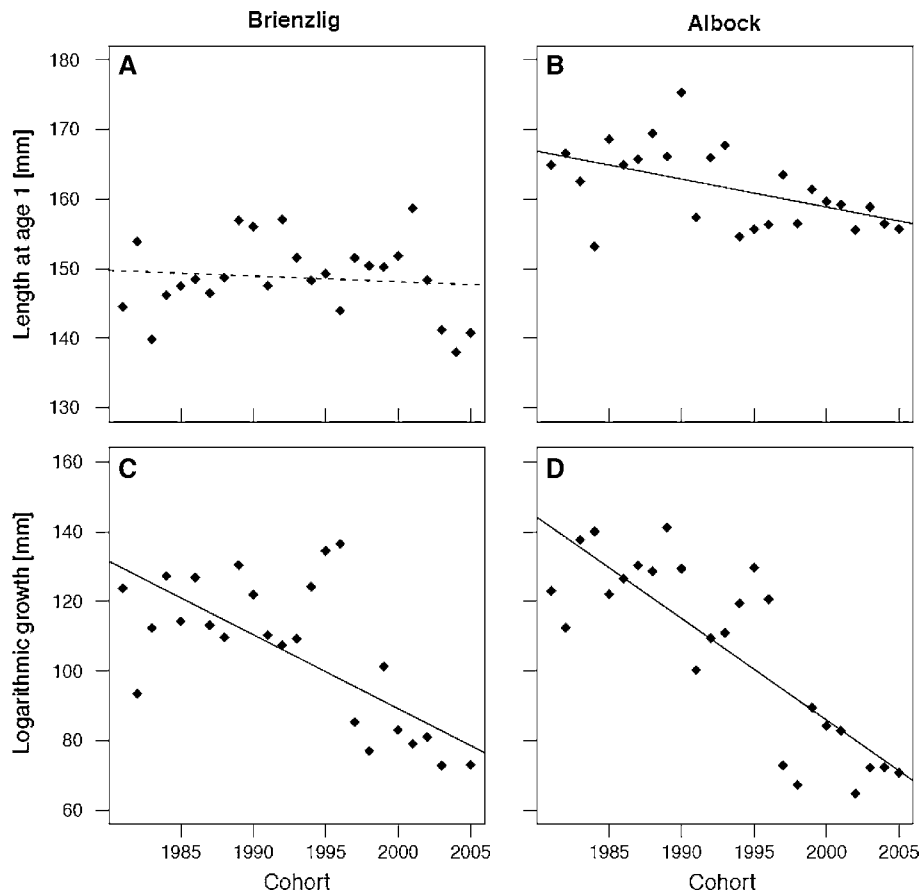 Brienzlig
Albock
A
B
Length at age 1 [mm]
180
170
160
150
140
130
C
D
Logarithmic growth [mm]
160
140
120
100
80
60
1985 1990 1995 2000 2005
1985 1990 1995 2000 2005
Cohort
Cohort